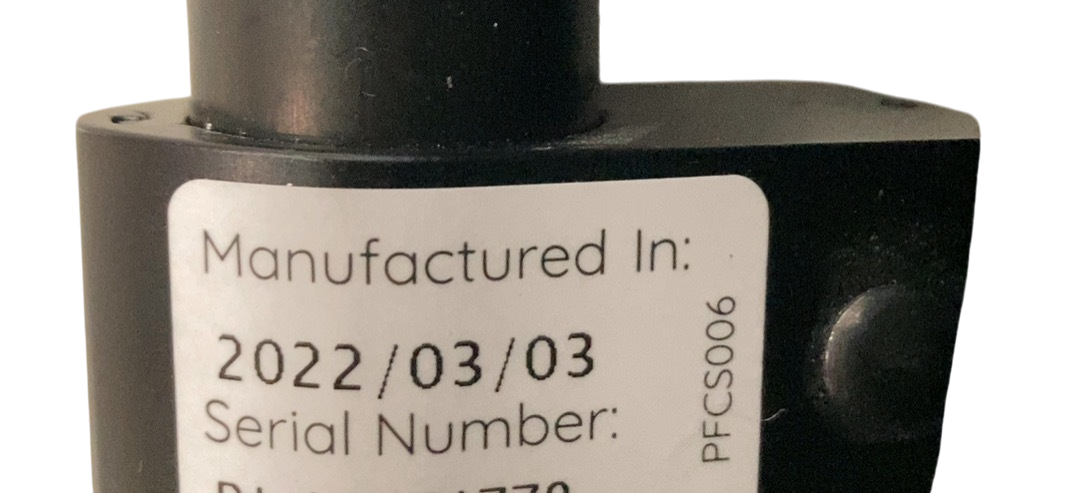 Manufactured In:
2022/03/03
Serial Number:
PFCS006